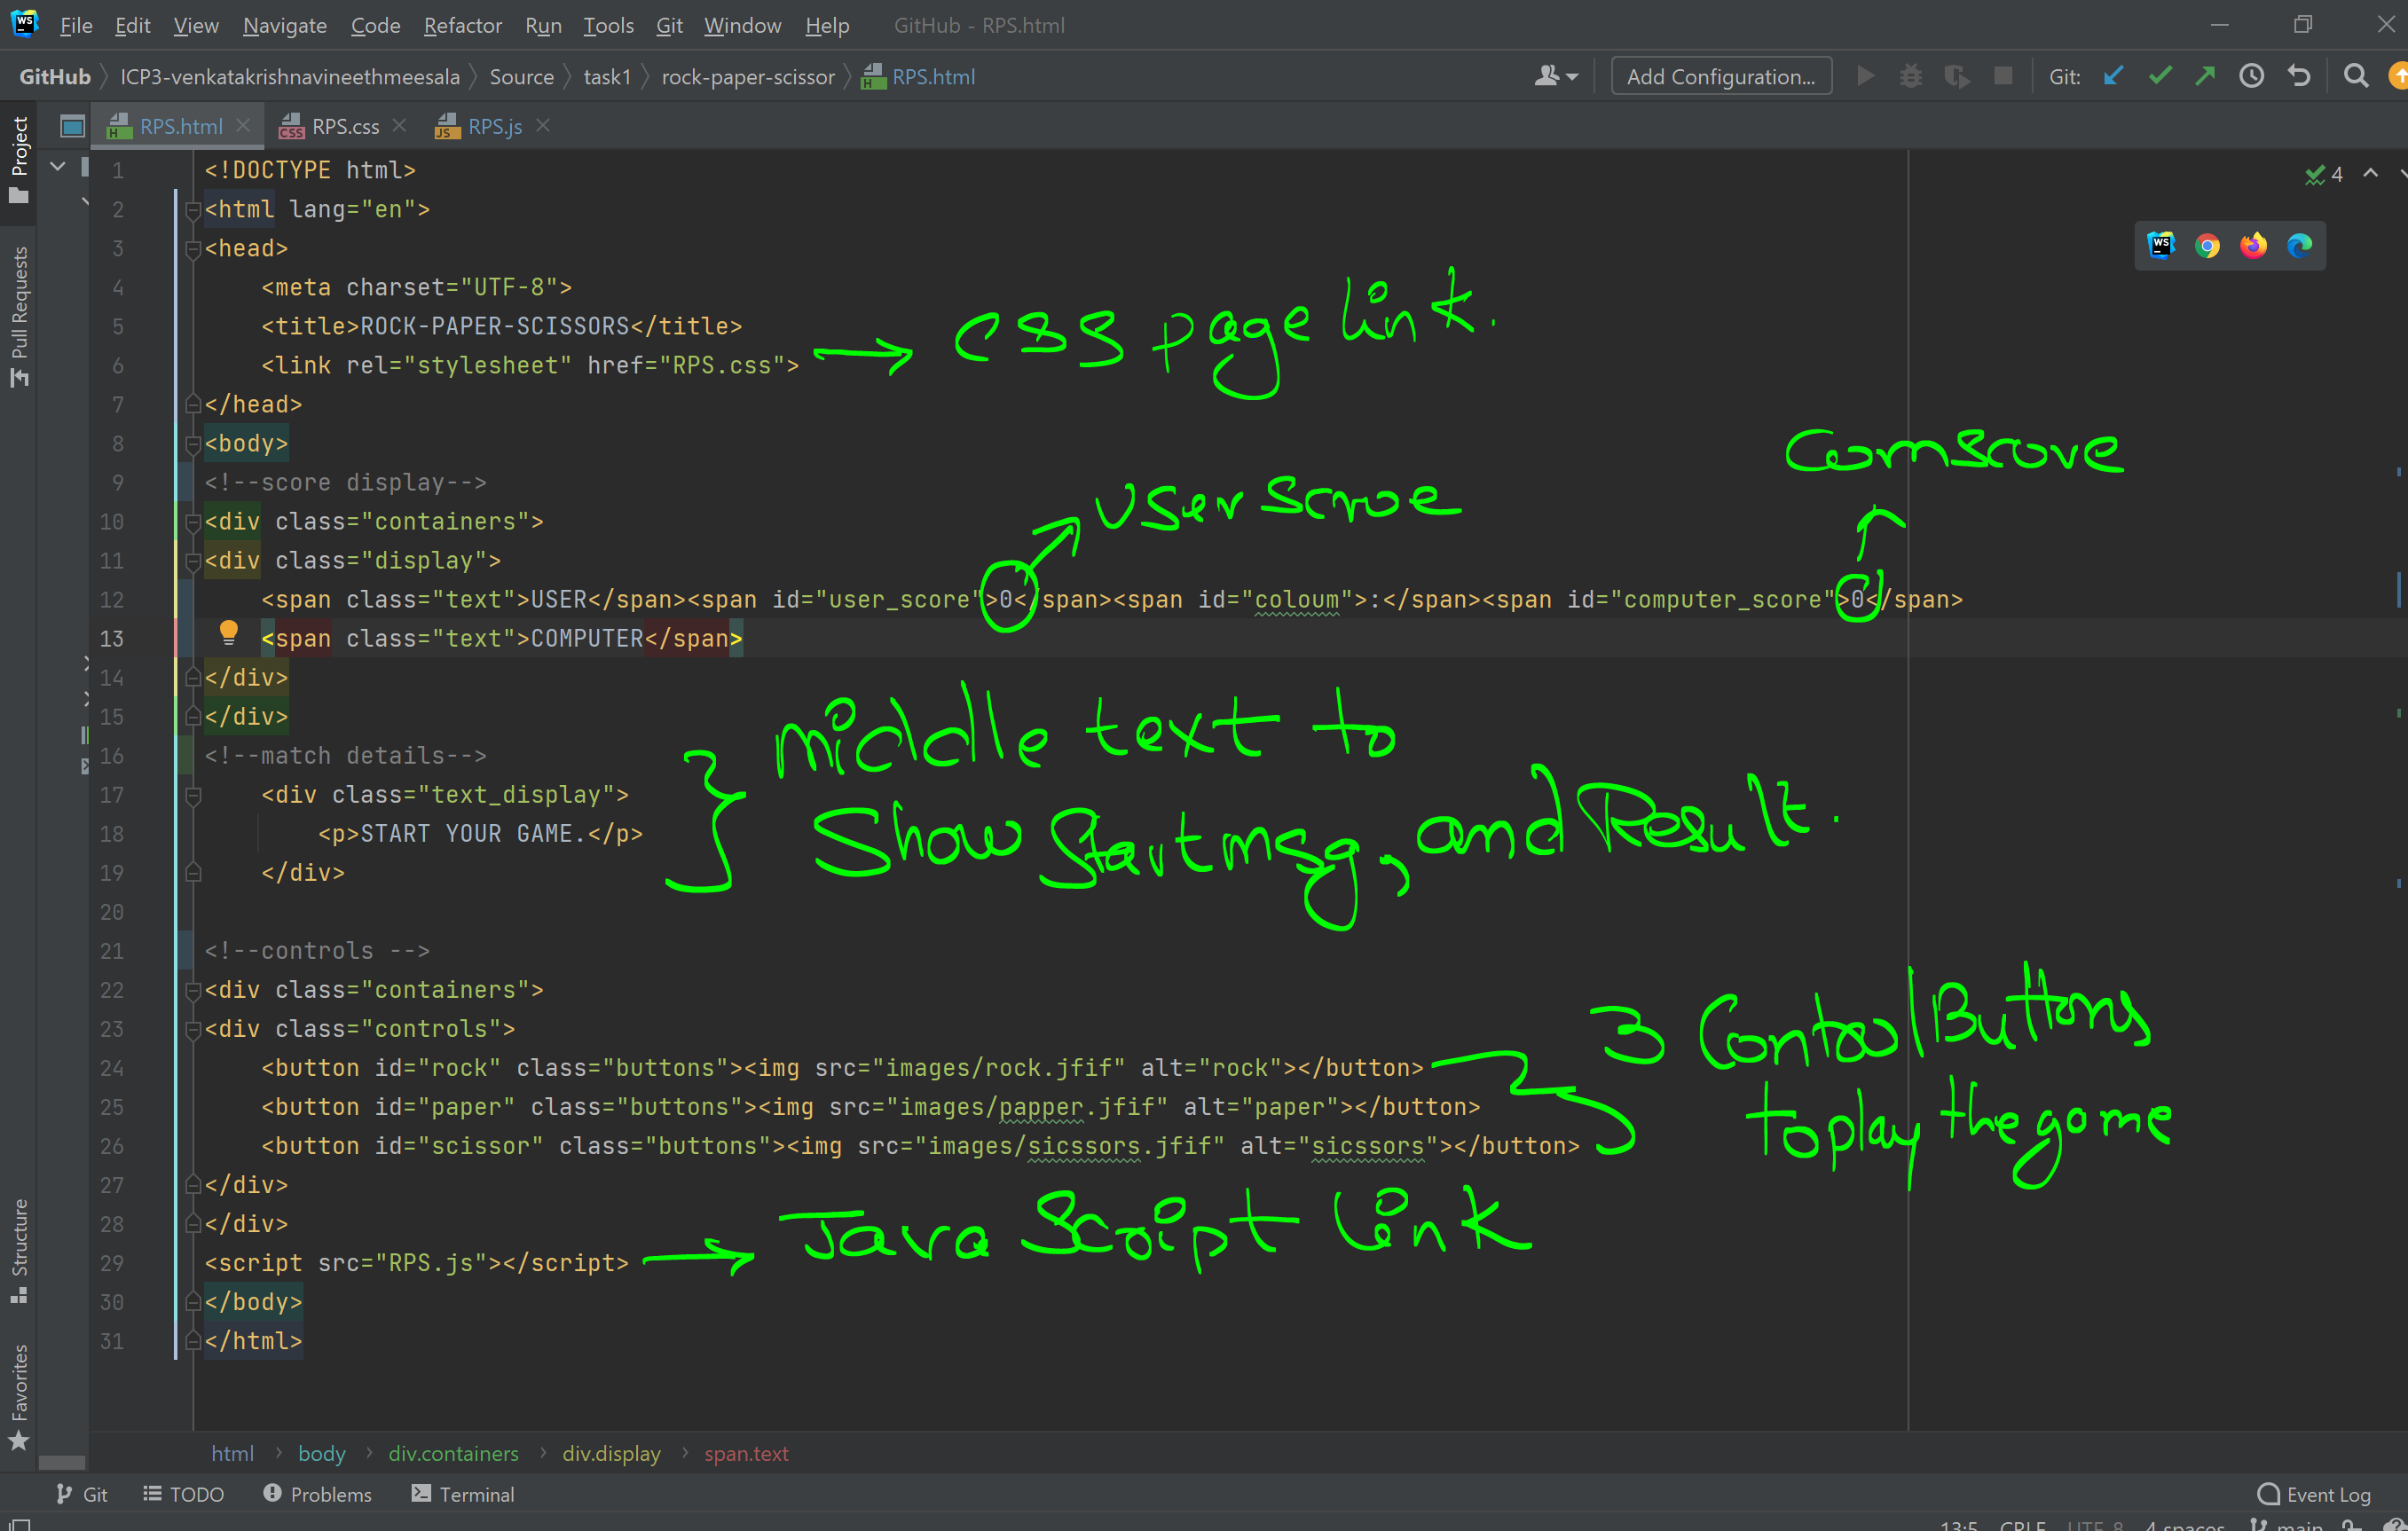 File Edit View Navigate Code Refactor Run Tools Git Window Help GitHub - RPS.html
GitHub ICP3-venkatakrishnavineethmeesala Source task1 rock-paper-scissor RPS.html Add Configuration... Git:
RPS.html RPS.css RPS.js
Project
Pull Requests
Structure
Favorites
4
1 <!DOCTYPE html>
2 <html lang="en">
3 <head>
4 <meta charset="UTF-8">
5 <title>ROCK-PAPER-SCISSORS</title>
6 <link rel="stylesheet" href="RPS.css">
CSS page link.
7 </head>
8 <body>
9 <!--score display-->
10 <div class="containers">
11 <div class="display">
User Scroe
Comscore
12 <span class="text">USER</span><span id="user_score">0</span><span id="coloum">:</span><span id="computer_score">0</span>
13 <span class="text">COMPUTER</span>
14 </div>
15 </div>
16 <!--match details-->
17 <div class="text_display">
18 <p>START YOUR GAME.</p>
19 </div>
middle text to
Show Start msg, and Result.
20
21 <!--controls -->
22 <div class="containers">
23 <div class="controls">
24 <button id="rock" class="buttons"><img src="images/rock.jfif" alt="rock"></button>
25 <button id="paper" class="buttons"><img src="images/papper.jfif" alt="paper"></button>
26 <button id="scissor" class="buttons"><img src="images/sicssors.jfif" alt="sicssors"></button>
3 Control Buttons
to play the game
27 </div>
28 </div>
29 <script src="RPS.js"></script>
Java Script link
30 </body>
31 </html>
html body div.containers div.display span.text
Git TODO Problems Terminal Event Log
13:5 CRLF UTF-8 4 spaces main